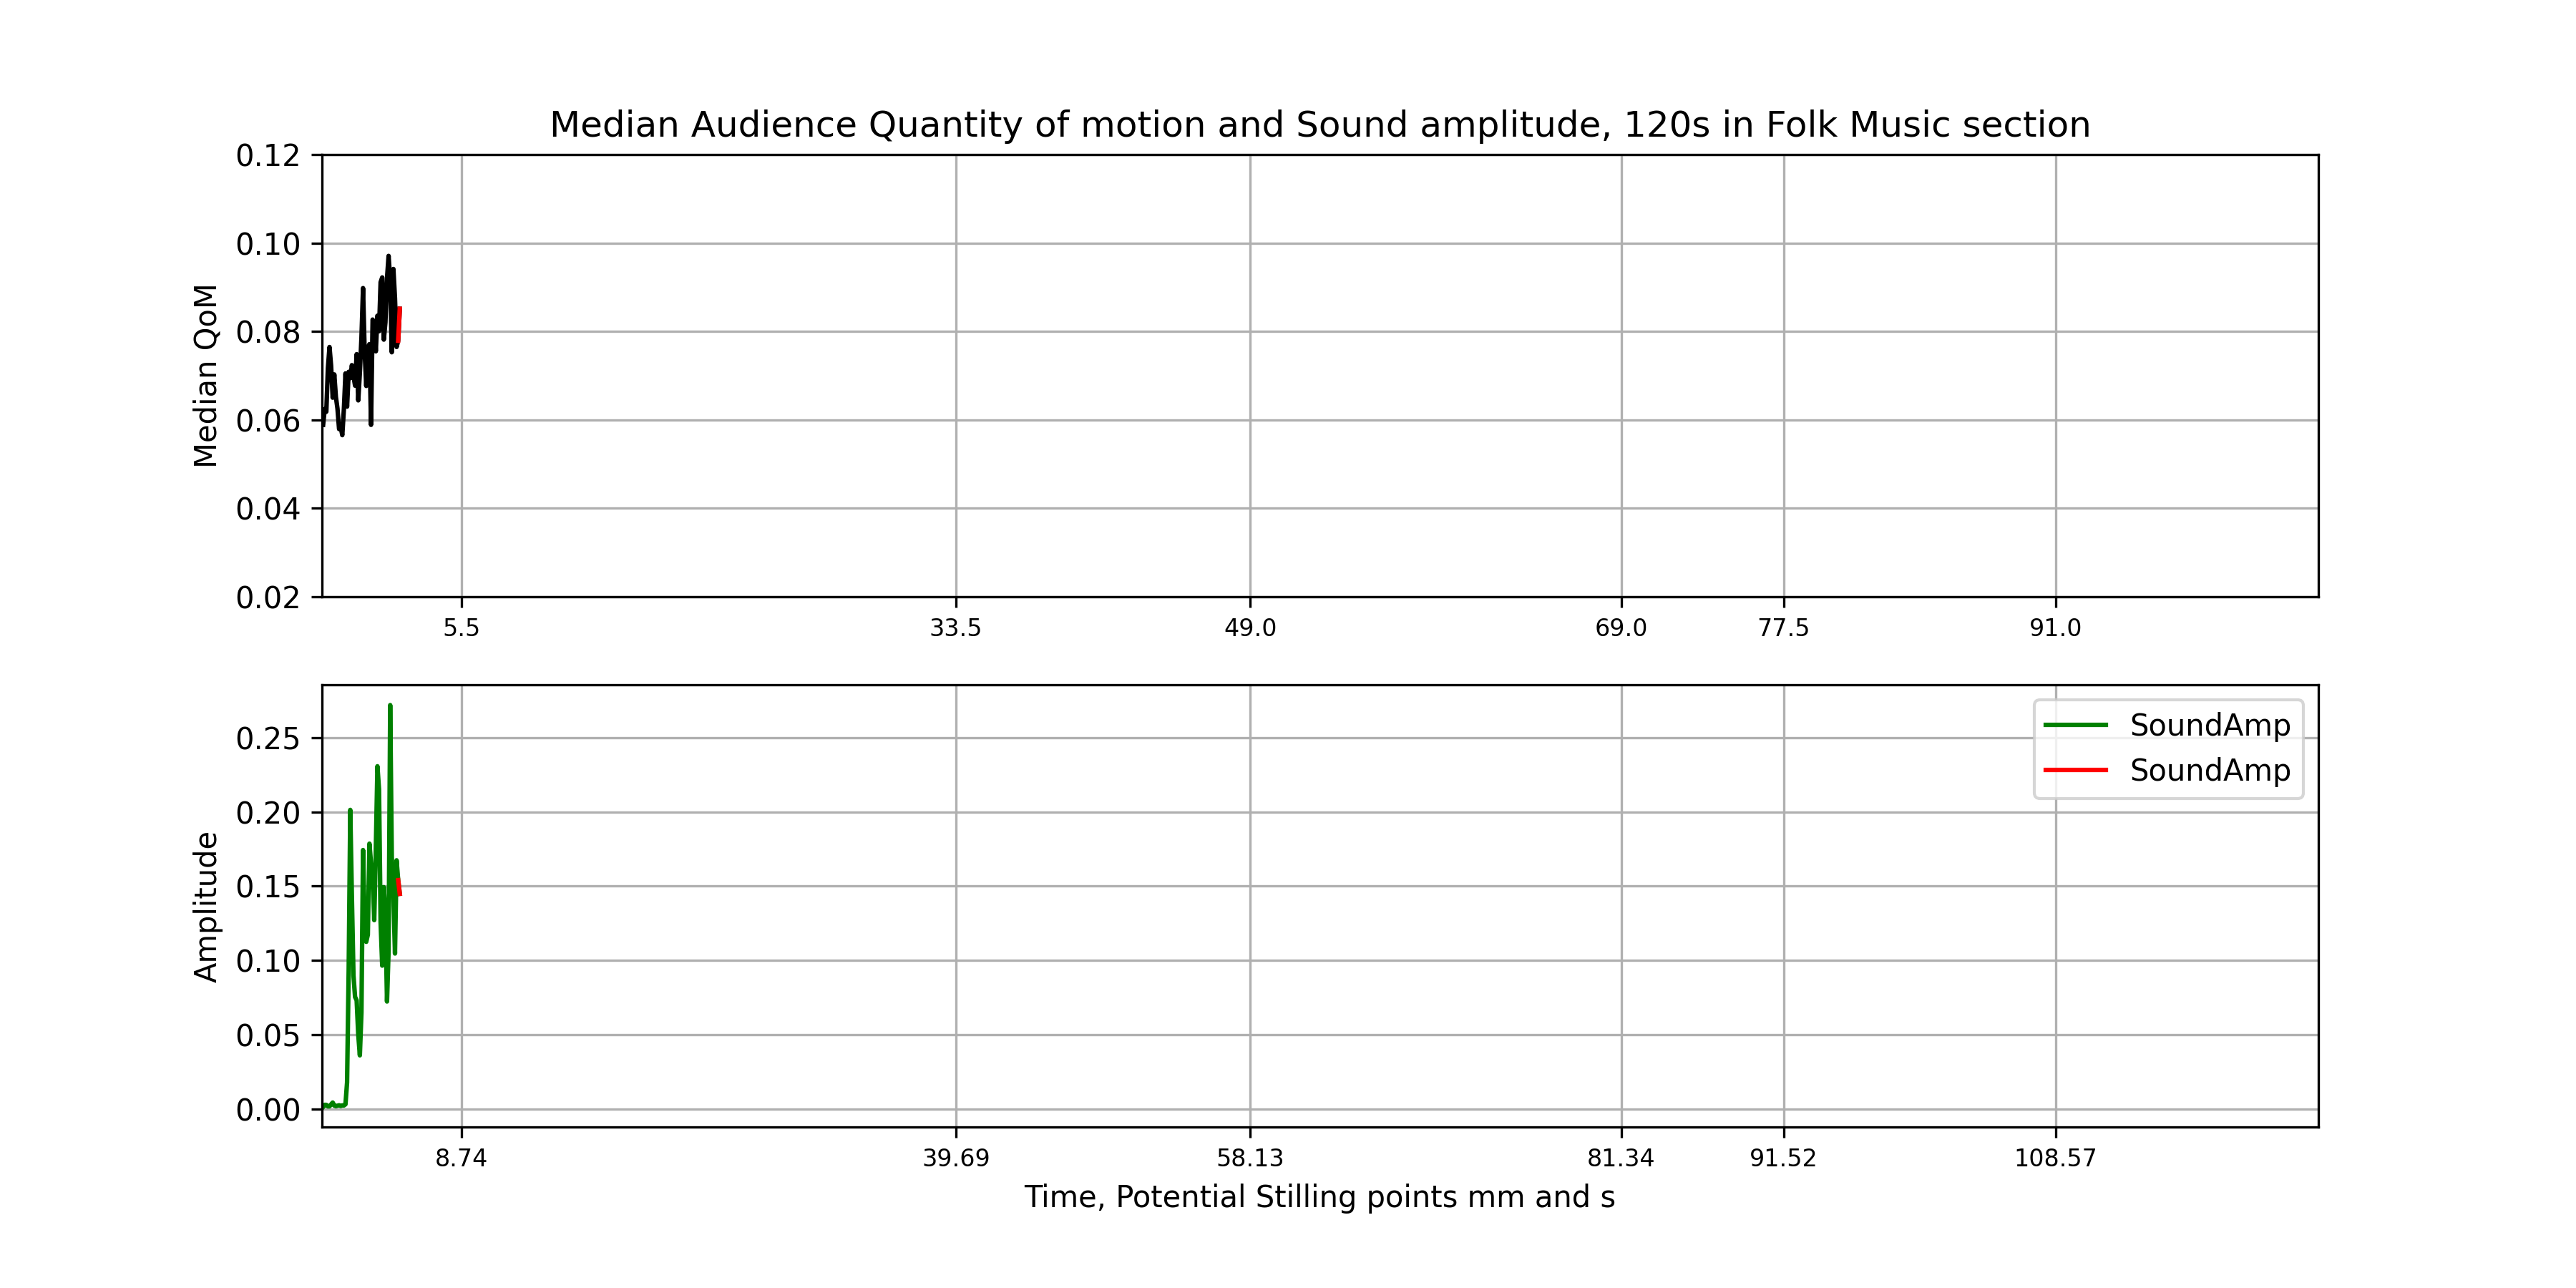 Median Audience Quantity of motion and Sound amplitude, 120s in Folk Music section
0.12
0.10
0.08
0.06
0.04
0.02
Median QoM
5.5 33.5 49.0 69.0 77.5 91.0
SoundAmp
SoundAmp
0.25
0.20
0.15
0.10
0.05
0.00
Amplitude
8.74 39.69 58.13 81.34 91.52 108.57
Time, Potential Stilling points mm and s